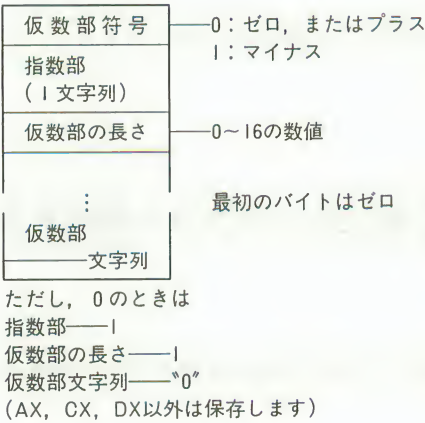 仮数部符号──0：ゼロ，またはプラス
1：マイナス
指数部
（1文字列）
仮数部の長さ──0～16の数値
⋮
最初のバイトはゼロ
仮数部
──文字列
ただし，0のときは
指数部──1
仮数部の長さ──1
仮数部文字列──〝0〟
（AX，CX，DX以外は保存します）